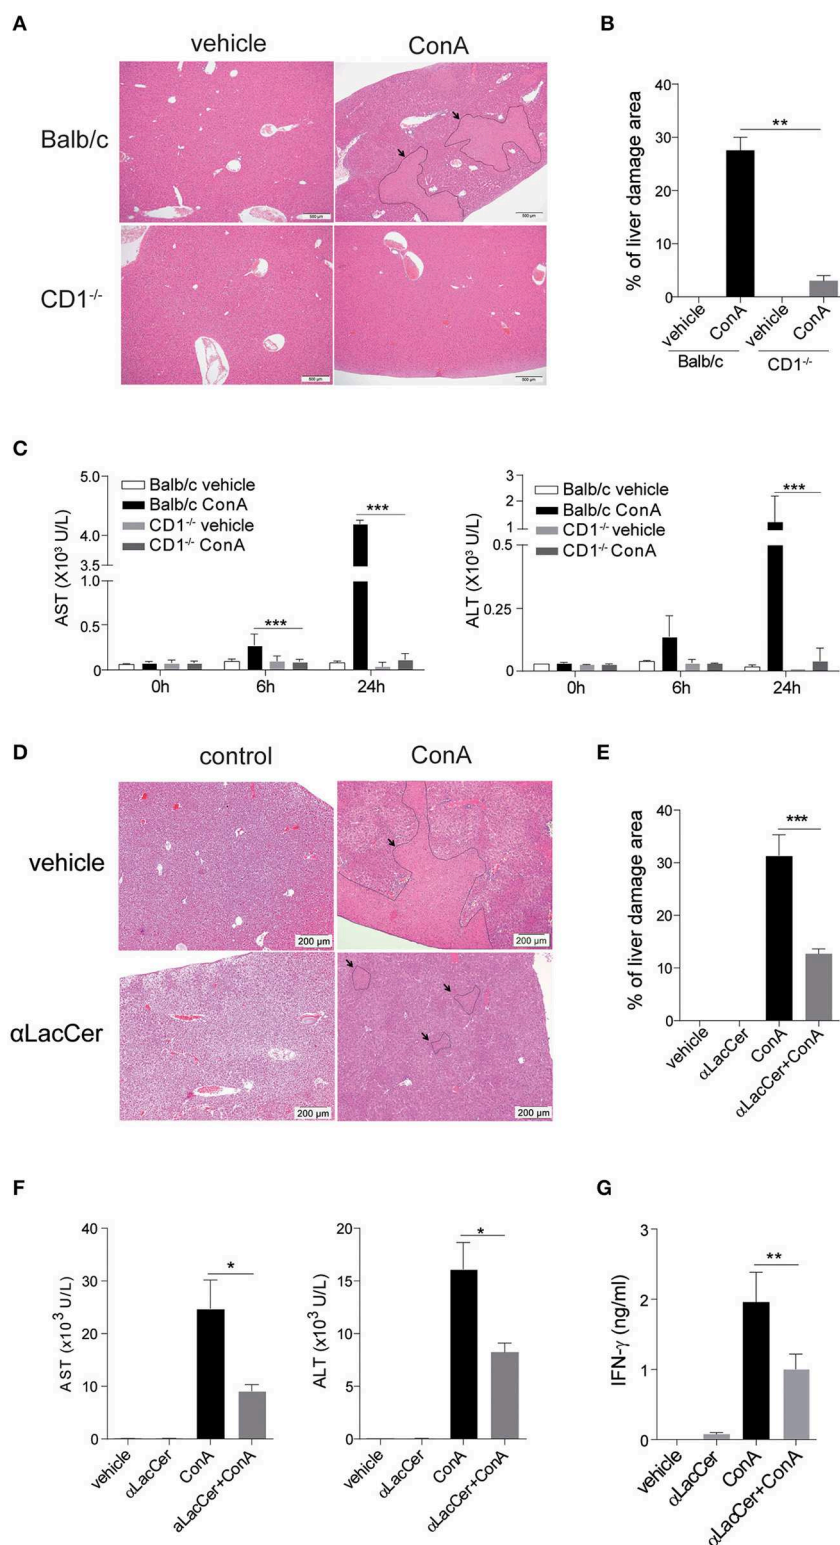 A
vehicle
ConA
Balb/c
500 µm
500 µm
CD1-/-
500 µm
500 µm
B
% of liver damage area
40
30
20
10
0
**
vehicle
ConA
vehicle
ConA
Balb/c
CD1-/-
C
AST (X10³ U/L)
5.0
4.0
3.5
1.0
0.5
0
Balb/c vehicle
Balb/c ConA
CD1-/- vehicle
CD1-/- ConA
***
***
0h
6h
24h
ALT (X10³ U/L)
3
2
1
0.5
0.25
0
Balb/c vehicle
Balb/c ConA
CD1-/- vehicle
CD1-/- ConA
***
0h
6h
24h
D
control
ConA
vehicle
200 µm
200 µm
αLacCer
200 µm
200 µm
E
% of liver damage area
40
30
20
10
0
***
vehicle
αLacCer
ConA
αLacCer+ConA
F
AST (x10³ U/L)
40
30
20
10
0
*
vehicle
αLacCer
ConA
aLacCer+ConA
ALT (x10³ U/L)
20
15
10
5
0
*
vehicle
αLacCer
ConA
αLacCer+ConA
G
IFN-γ (ng/ml)
3
2
1
0
**
vehicle
αLacCer
ConA
αLacCer+ConA